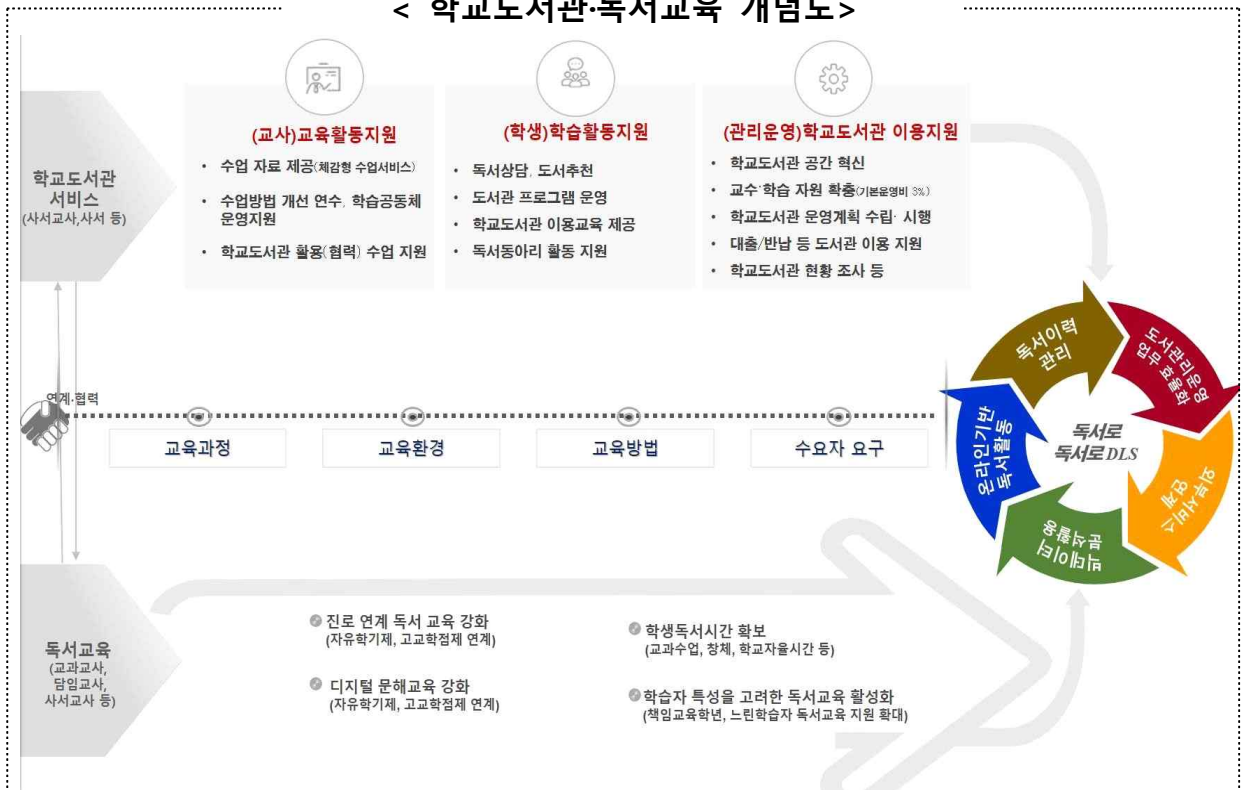 < 학교도서관·독서교육 개념도>
학교도서관
서비스
(사서교사,사서 등)
(교사)교육활동지원
• 수업 자료 제공(체감형 수업서비스)
• 수업방법 개선 연수, 학습공동체
운영지원
• 학교도서관 활용(협력) 수업 지원
(학생)학습활동지원
• 독서상담, 도서추천
• 도서관 프로그램 운영
• 학교도서관 이용교육 제공
• 독서동아리 활동 지원
(관리운영)학교도서관 이용지원
• 학교도서관 공간 혁신
• 교수·학습 자원 확충(기본운영비 3%)
• 학교도서관 운영계획 수립· 시행
• 대출/반납 등 도서관 이용 지원
• 학교도서관 현황 조사 등
연계·협력
교육과정
교육환경
교육방법
수요자 요구
독서이력
관리
도서관리운영
업무 효율화
외부서비스
연계
빅데이터
분석활용
온라인기반
독서활동
독서로
독서로DLS
독서교육
(교과교사,
담임교사,
사서교사 등)
진로 연계 독서 교육 강화
(자유학기제, 고교학점제 연계)
디지털 문해교육 강화
(자유학기제, 고교학점제 연계)
학생독서시간 확보
(교과수업, 창체, 학교자율시간 등)
학습자 특성을 고려한 독서교육 활성화
(책임교육학년, 느린학습자 독서교육 지원 확대)